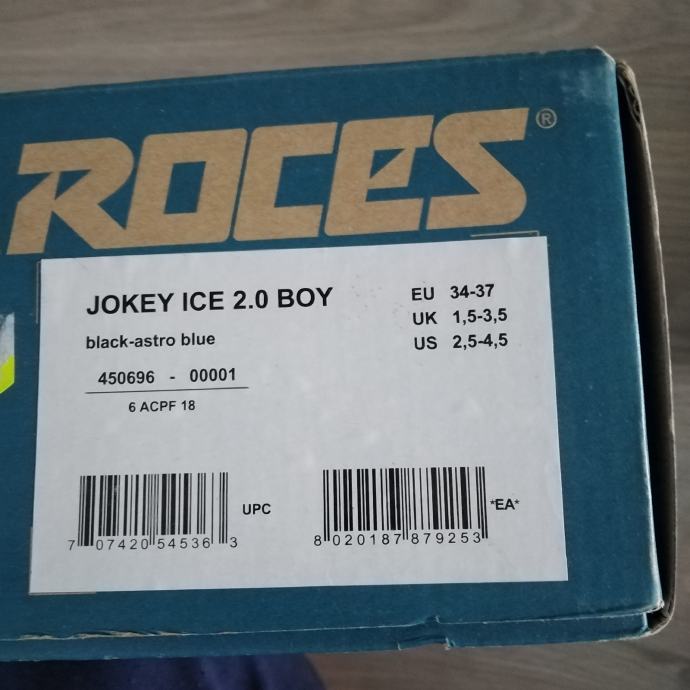 ROCES®
JOKEY ICE 2.0 BOY
black-astro blue
450696 - 00001
6 ACPF 18
EU 34-37
UK 1,5-3,5
US 2,5-4,5
7 07420 54536 3
UPC
8 020187 879253
*EA*